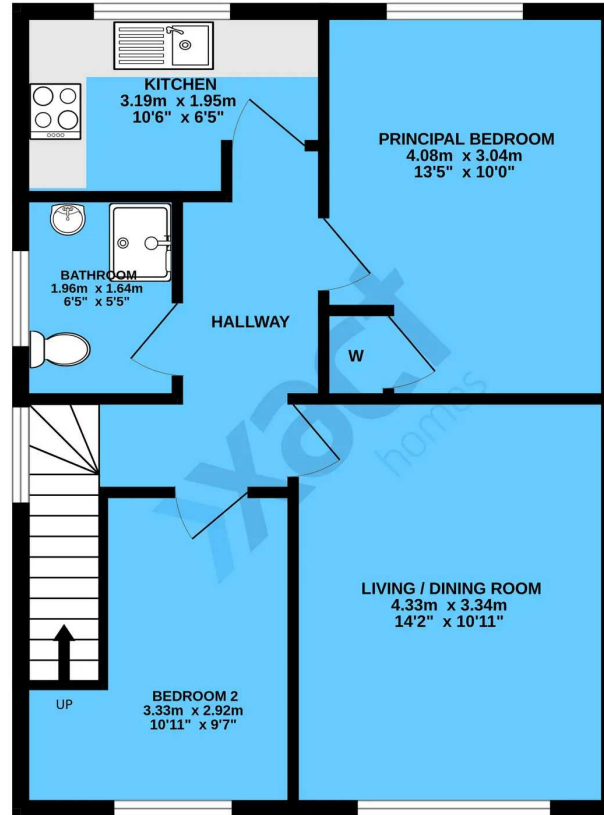 KITCHEN
3.19m x 1.95m
10'6" x 6'5"
PRINCIPAL BEDROOM
4.08m x 3.04m
13'5" x 10'0"
BATHROOM
1.96m x 1.64m
6'5" x 5'5"
HALLWAY
W
xact
homes
LIVING / DINING ROOM
4.33m x 3.34m
14'2" x 10'11"
UP
BEDROOM 2
3.33m x 2.92m
10'11" x 9'7"